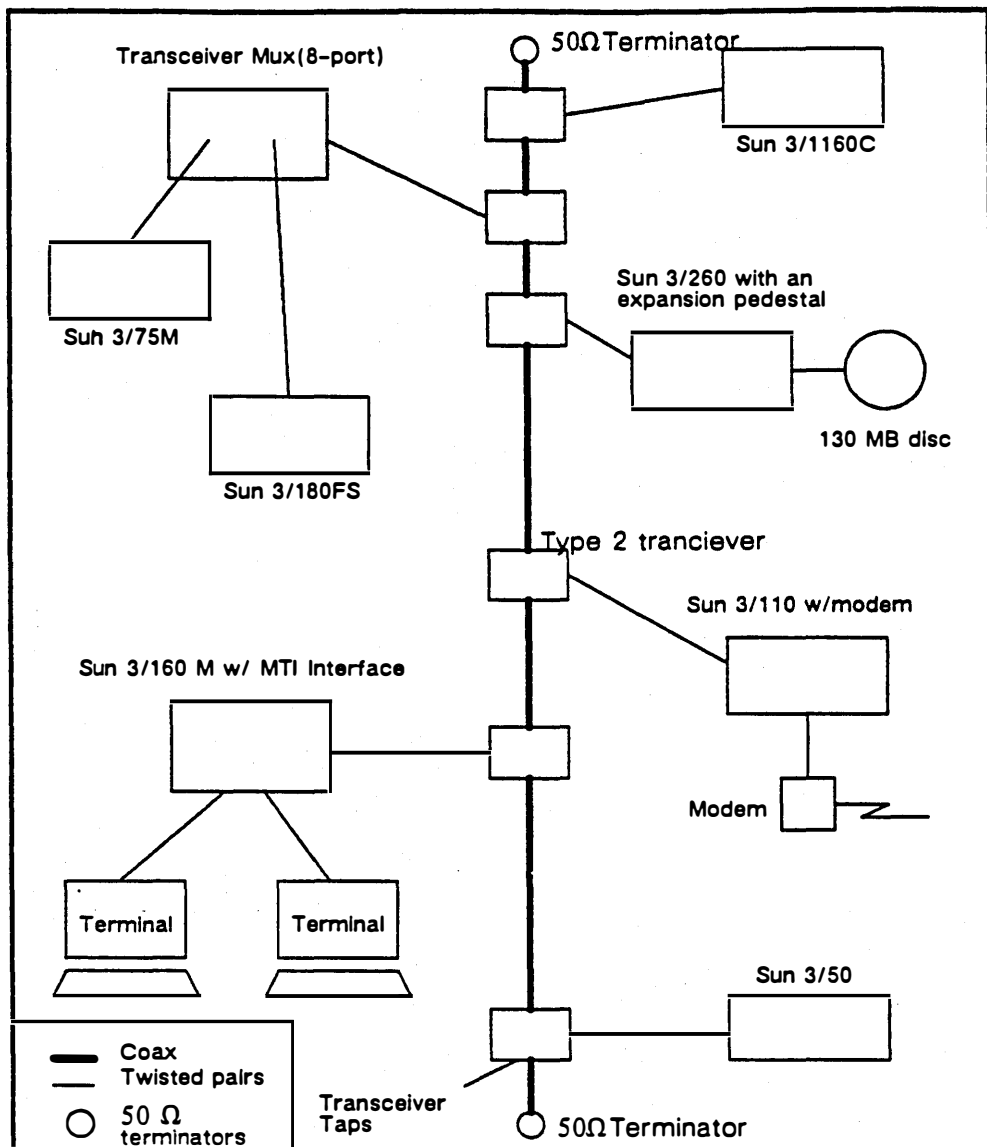 50Ω Terminator
Transceiver Mux(8-port)
Sun 3/1160C
Sun 3/260 with an
expansion pedestal
Suh 3/75M
130 MB disc
Sun 3/180FS
Type 2 tranciever
Sun 3/110 w/modem
Sun 3/160 M w/ MTI Interface
Modem
Terminal
Terminal
Sun 3/50
Coax
Twisted pairs
50 Ω
terminators
Transceiver
Taps
50Ω Terminator